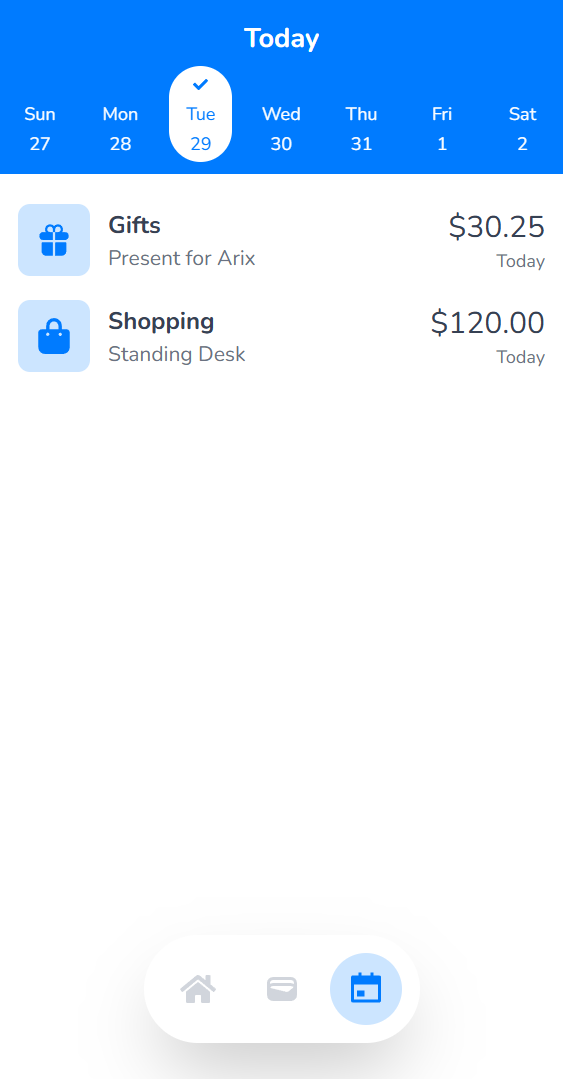 Today
Sun Mon Tue Wed Thu Fri Sat
27 28 29 30 31 1 2
Gifts $30.25
Present for Arix Today
Shopping $120.00
Standing Desk Today